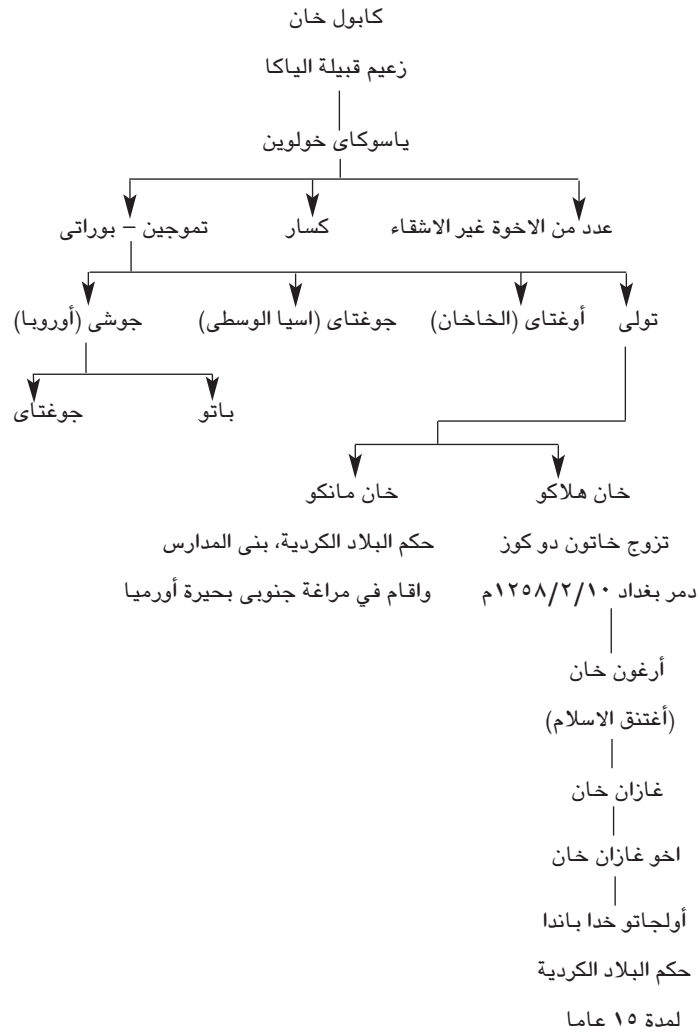 كابول خان
زعيم قبيلة الياكا
ياسوكاى خولوين
عدد من الاخوة غير الاشقاء
كسار
تموجين – بوراتى
تولى
أوغتاى (الخاخان)
جوغتاى (اسيا الوسطى)
جوشى (أوروبا)
باتو
جوغتاى
خان هلاكو
خان مانكو
تزوج خاتون دو كوز
حكم البلاد الكردية، بنى المدارس
دمر بغداد ١٢٥٨/٢/١٠م
واقام في مراغة جنوبى بحيرة أورميا
أرغون خان
(أغتنق الاسلام)
غازان خان
اخو غازان خان
أولجاتو خدا باندا
حكم البلاد الكردية
لمدة ١٥ عاما